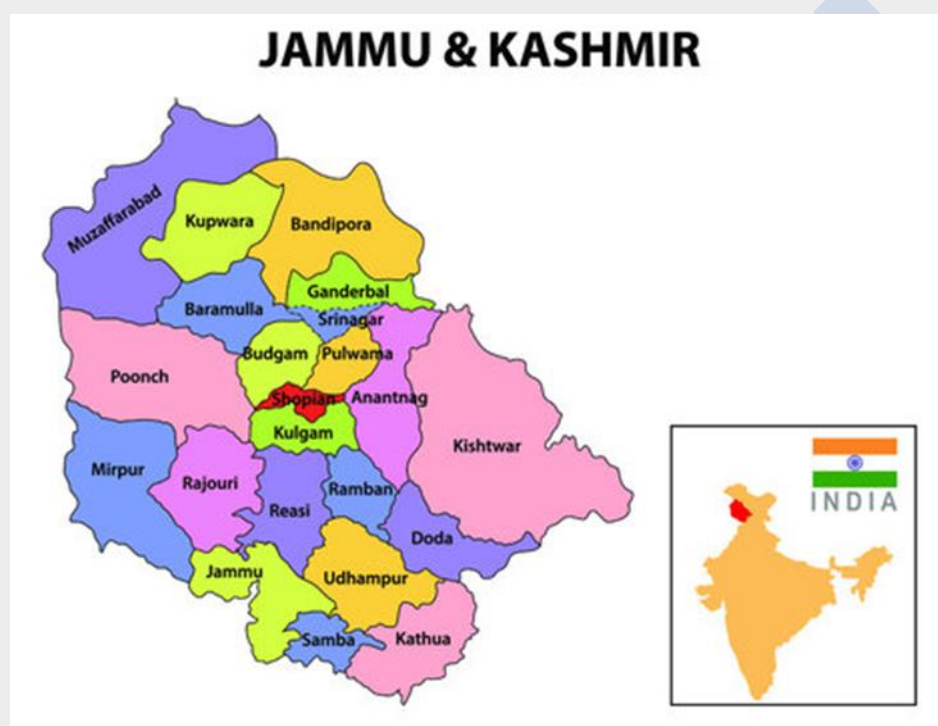 JAMMU & KASHMIR
Muzaffarabad
Kupwara
Bandipora
Ganderbal
Baramulla
Srinagar
Budgam
Pulwama
Poonch
Shopian
Anantnag
Kulgam
Kishtwar
Mirpur
Rajouri
Ramban
Reasi
Doda
Jammu
Udhampur
Samba
Kathua
INDIA